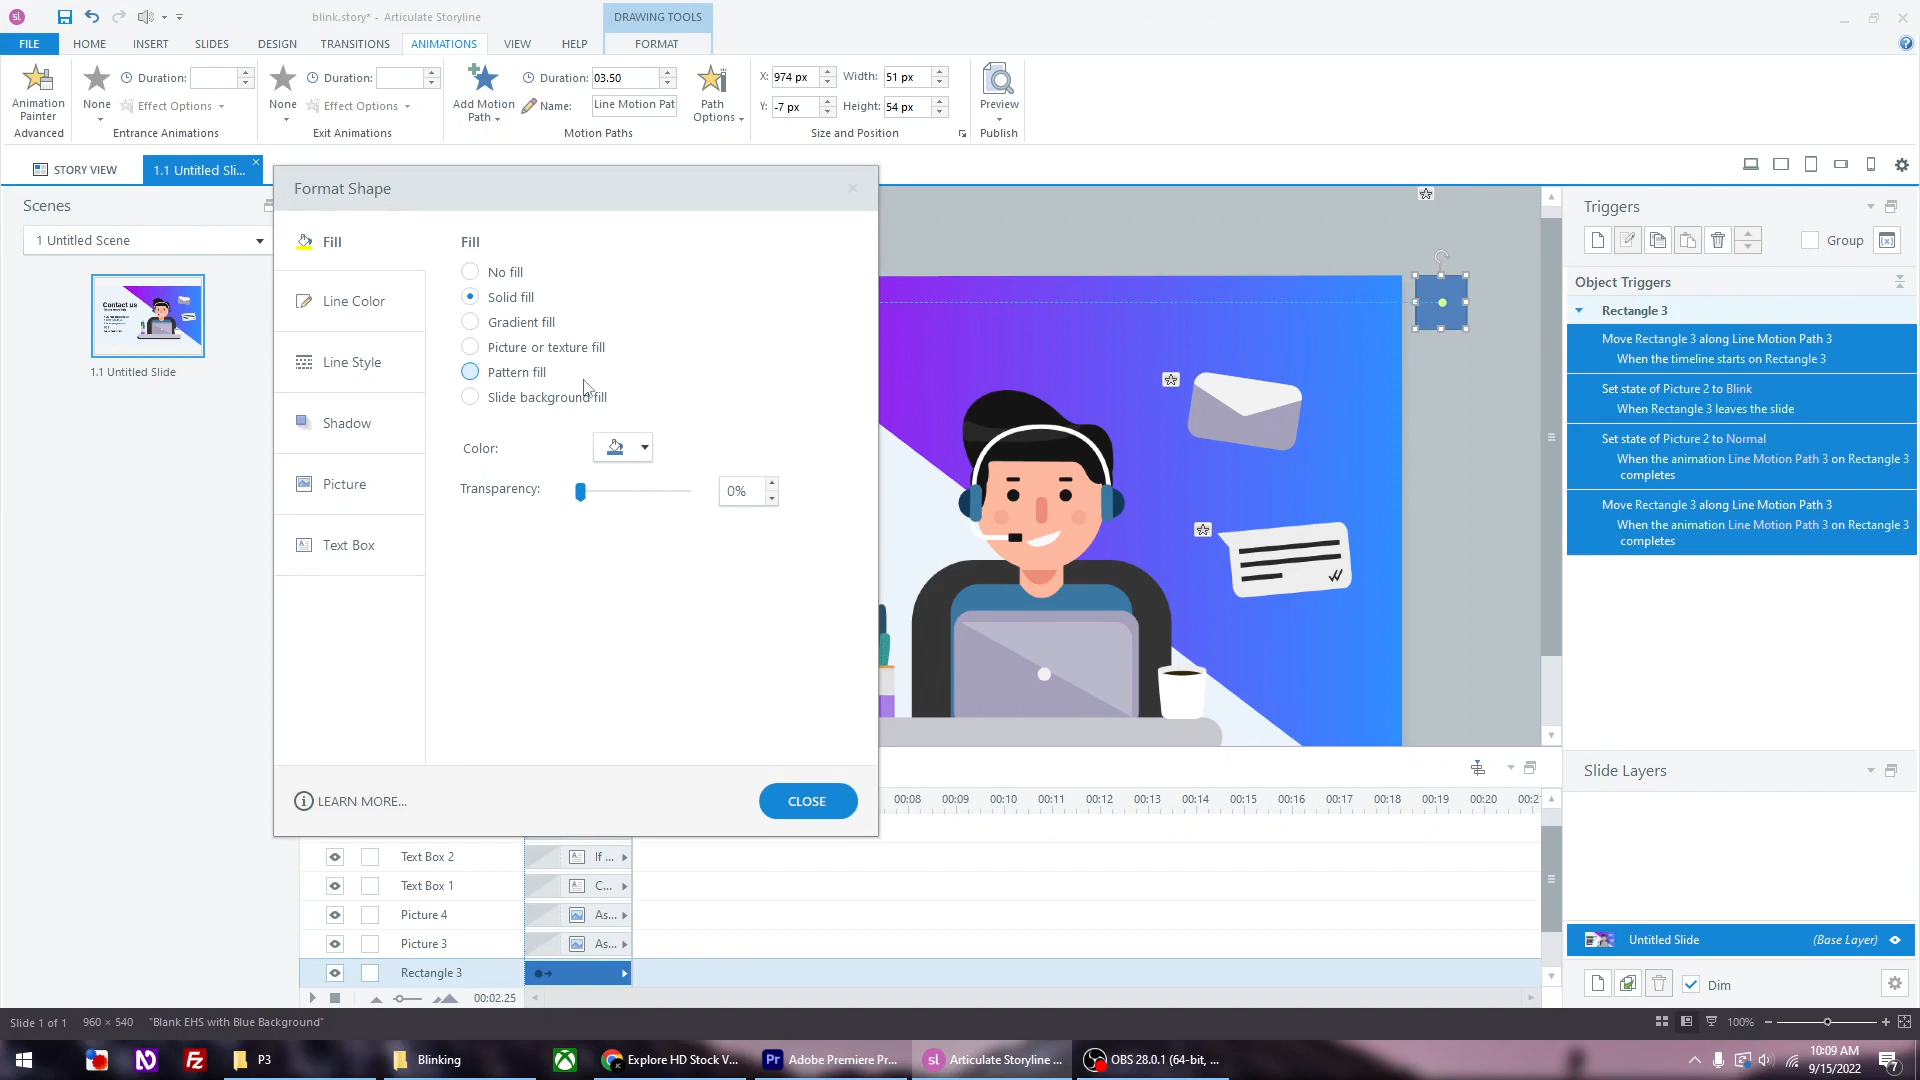 sl
blink.story* - Articulate Storyline
DRAWING TOOLS
FILE HOME INSERT SLIDES DESIGN TRANSITIONS ANIMATIONS VIEW HELP FORMAT
Animation Painter
Advanced
None
Duration:
Effect Options
Entrance Animations
None
Duration:
Effect Options
Exit Animations
Add Motion Path
Duration: 03.50
Name: Line Motion Pat
Path Options
Motion Paths
X: 974 px Width: 51 px
Y: -7 px Height: 54 px
Size and Position
Preview
Publish
STORY VIEW
1.1 Untitled Sli...
Scenes
1 Untitled Scene
Contact us
1.1 Untitled Slide
Format Shape
Fill
Line Color
Line Style
Shadow
Picture
Text Box
Fill
No fill
Solid fill
Gradient fill
Picture or texture fill
Pattern fill
Slide background fill
Color:
Transparency: 0%
LEARN MORE...
CLOSE
Triggers
Group
(x)
Object Triggers
Rectangle 3
Move Rectangle 3 along Line Motion Path 3
When the timeline starts on Rectangle 3
Set state of Picture 2 to Blink
When Rectangle 3 leaves the slide
Set state of Picture 2 to Normal
When the animation Line Motion Path 3 on Rectangle 3
completes
Move Rectangle 3 along Line Motion Path 3
When the animation Line Motion Path 3 on Rectangle 3
completes
00:08 00:09 00:10 00:11 00:12 00:13 00:14 00:15 00:16 00:17 00:18 00:19 00:20 00:2
Text Box 2 If ...
Text Box 1 C...
Picture 4 As...
Picture 3 As...
Rectangle 3
00:02.25
Slide Layers
Untitled Slide (Base Layer)
Dim
Slide 1 of 1 960 × 540 "Blank EHS with Blue Background"
100%
P3
Blinking
Explore HD Stock V...
Pr Adobe Premiere Pr...
sl Articulate Storyline ...
OBS 28.0.1 (64-bit, ...
10:09 AM
9/15/2022
7